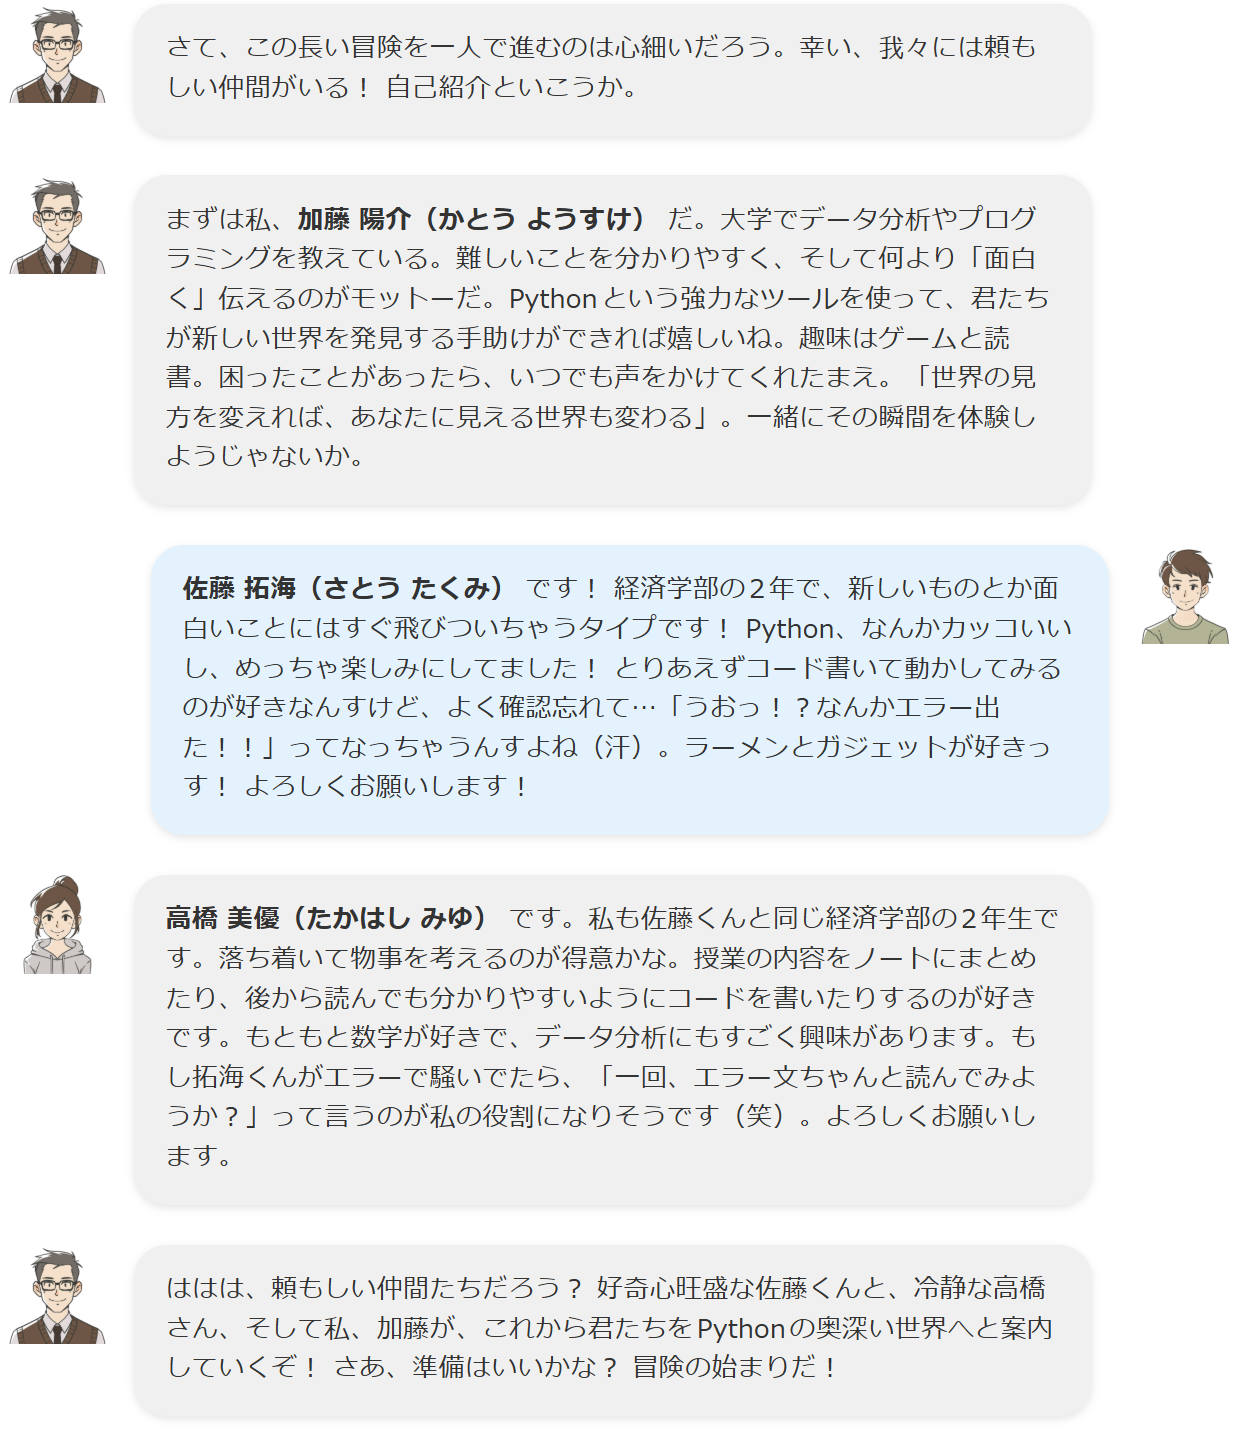 さて、この長い冒険を一人で進むのは心細いだろう。幸い、我々には頼も
しい仲間がいる！ 自己紹介といこうか。
まずは私、加藤 陽介（かとう ようすけ） だ。大学でデータ分析やプログ
ラミングを教えている。難しいことを分かりやすく、そして何より「面白
く」伝えるのがモットーだ。Pythonという強力なツールを使って、君たち
が新しい世界を発見する手助けができれば嬉しいね。趣味はゲームと読
書。困ったことがあったら、いつでも声をかけてくれたまえ。「世界の見
方を変えれば、あなたに見える世界も変わる」。一緒にその瞬間を体験し
ようじゃないか。
佐藤 拓海（さとう たくみ） です！ 経済学部の２年で、新しいものとか面
白いことにはすぐ飛びついちゃうタイプです！ Python、なんかカッコいい
し、めっちゃ楽しみにしてました！ とりあえずコード書いて動かしてみる
のが好きなんすけど、よく確認忘れて…「うおっ！？なんかエラー出
た！！」ってなっちゃうんすよね（汗）。ラーメンとガジェットが好きっ
す！ よろしくお願いします！
高橋 美優（たかはし みゆ） です。私も佐藤くんと同じ経済学部の２年生で
す。落ち着いて物事を考えるのが得意かな。授業の内容をノートにまとめ
たり、後から読んでも分かりやすいようにコードを書いたりするのが好き
です。もともと数学が好きで、データ分析にもすごく興味があります。も
し拓海くんがエラーで騒いでたら、「一回、エラー文ちゃんと読んでみよ
うか？」って言うのが私の役割になりそうです（笑）。よろしくお願いし
ます。
ははは、頼もしい仲間たちだろう？ 好奇心旺盛な佐藤くんと、冷静な高橋
さん、そして私、加藤が、これから君たちをPythonの奥深い世界へと案内
していくぞ！ さあ、準備はいいかな？ 冒険の始まりだ！